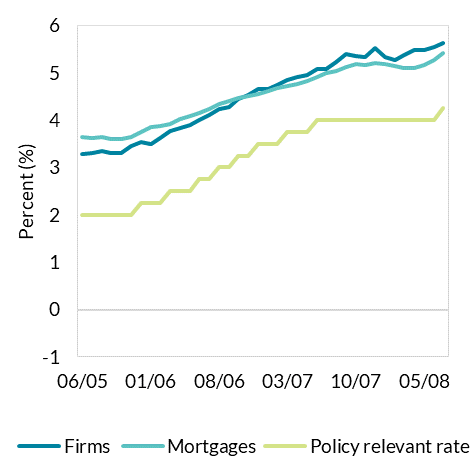 6
5
4
3
2
1
0
-1
Percent (%)
06/05 01/06 08/06 03/07 10/07 05/08
Firms Mortgages Policy relevant rate